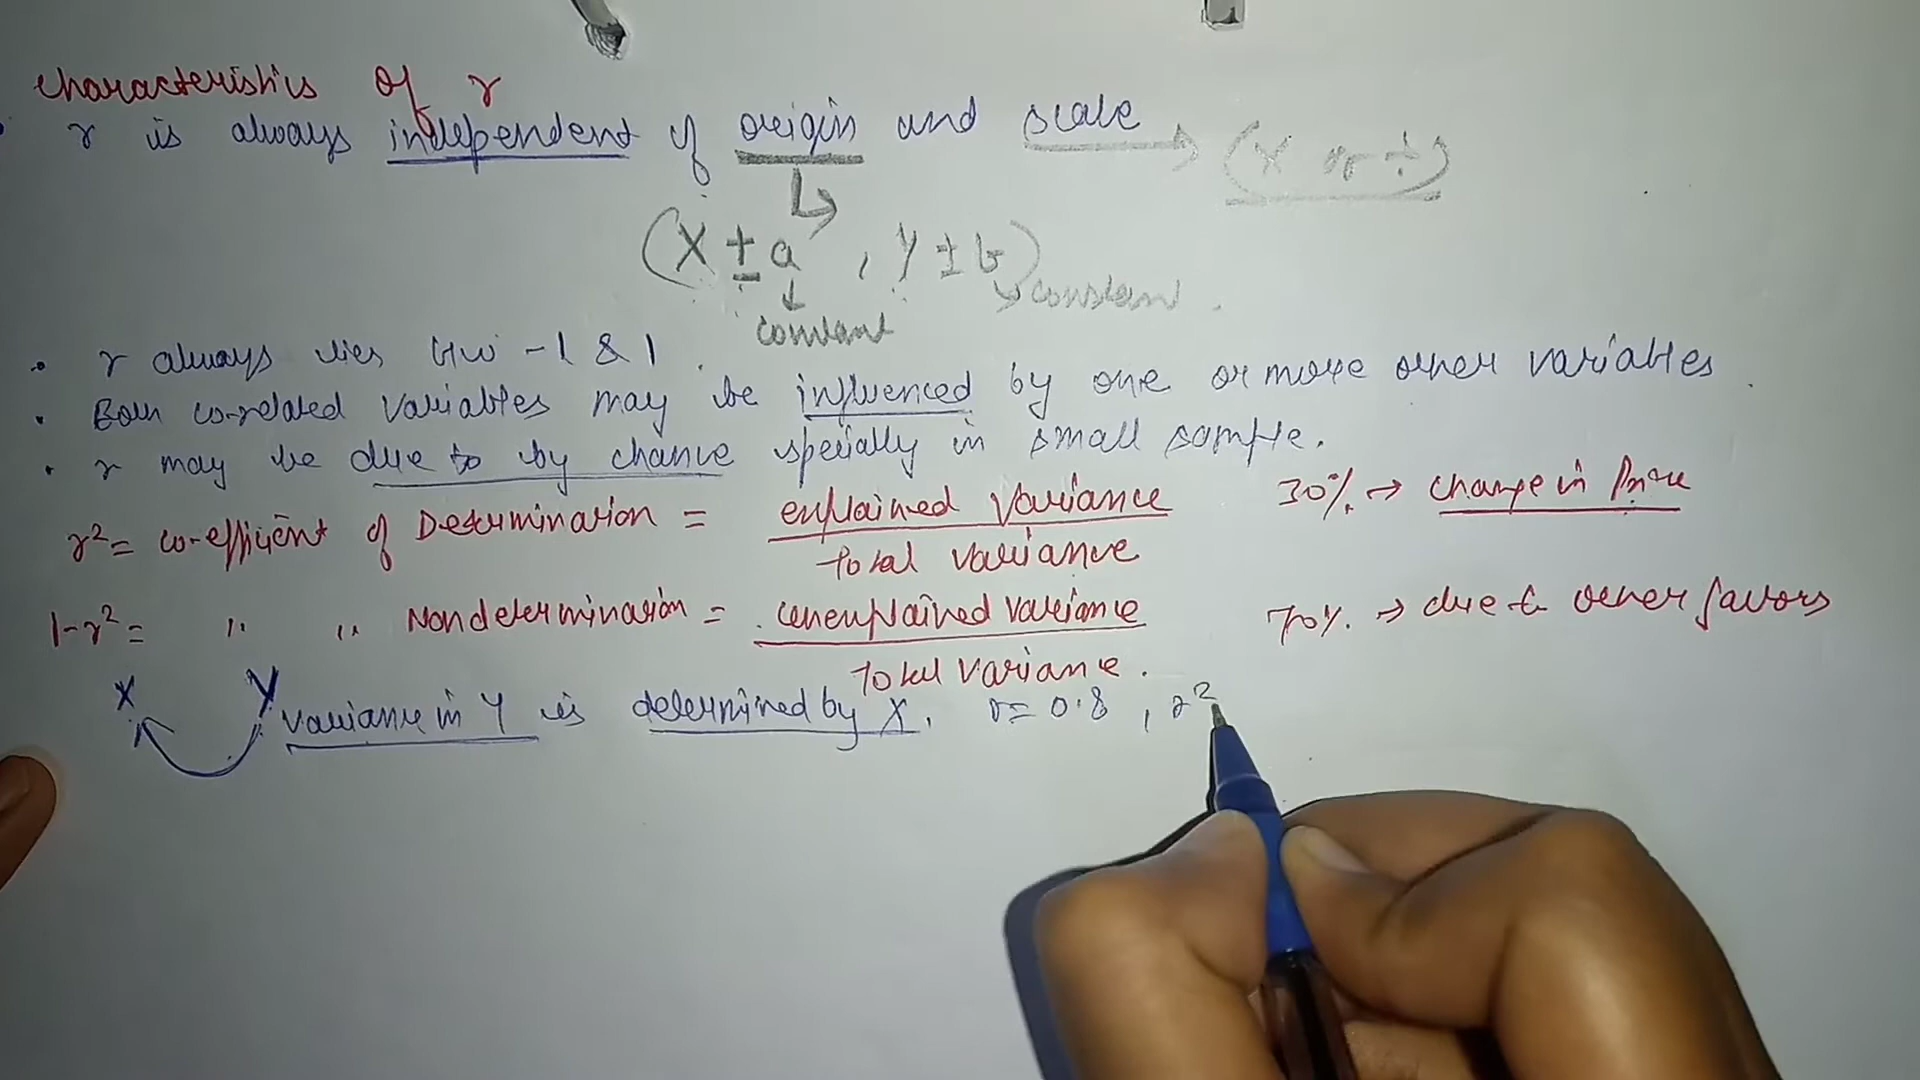 characteristics of r
r is always independent of origin and scale → (× or ÷)
(X ± a , Y ± b)
constant
constant
. r always lies btw -1 & 1 .
. Both co-related variables may be influenced by one or more other variables .
. r may be due to by chance specially in small sample.
r² = co-efficient of Determination = explained variance / total variance
30% → change in Price
1-r² = " " Nondetermination = unexplained variance / Total variance.
70% → due to other factors
X Y
variance in Y is determined by X. r = 0.8 , r²